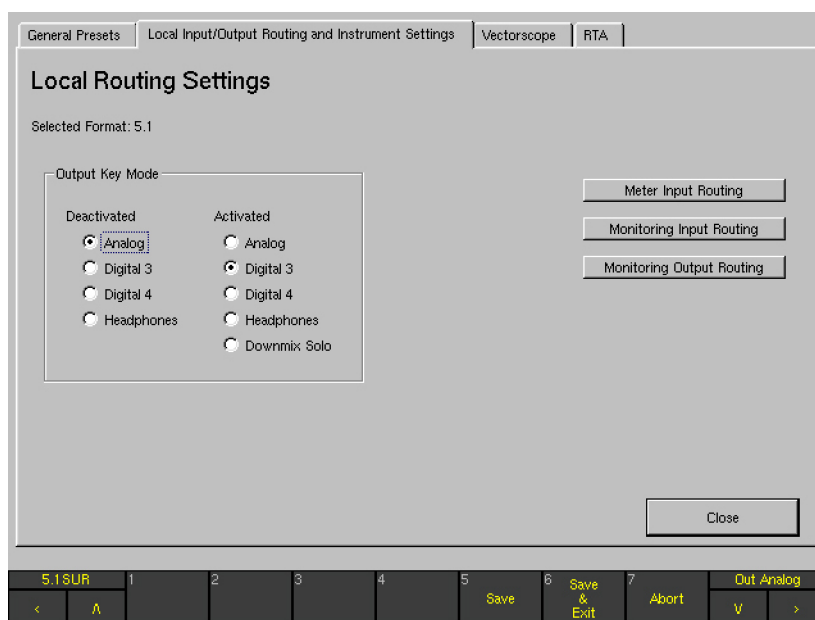 General Presets
Local Input/Output Routing and Instrument Settings
Vectorscope
RTA
Local Routing Settings
Selected Format: 5.1
Output Key Mode
Deactivated
Activated
Analog
Analog
Digital 3
Digital 3
Digital 4
Digital 4
Headphones
Headphones
Downmix Solo
Meter Input Routing
Monitoring Input Routing
Monitoring Output Routing
Close
5.1SUR
1
2
3
4
5
Save
6
Save
&
Exit
7
Abort
Out Analog
<
Λ
V
>